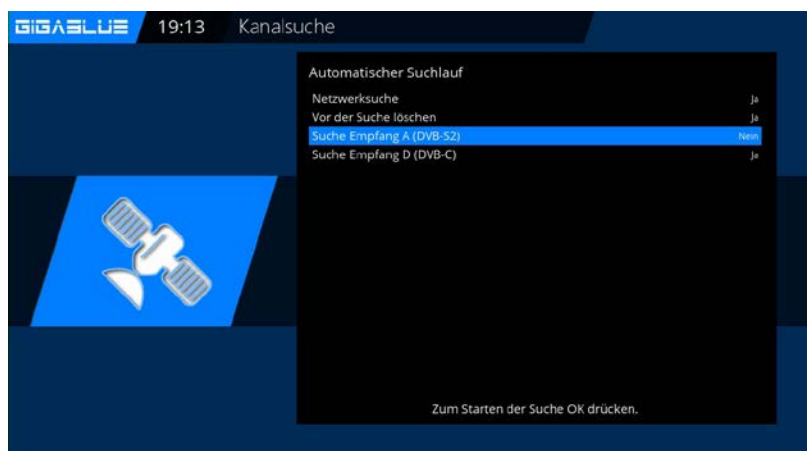 GIGABLUE 19:13 Kanalsuche
Automatischer Suchlauf
Netzwerksuche Ja
Vor der Suche löschen Ja
Suche Empfang A (DVB-S2) Nein
Suche Empfang D (DVB-C) Ja
Zum Starten der Suche OK drücken.